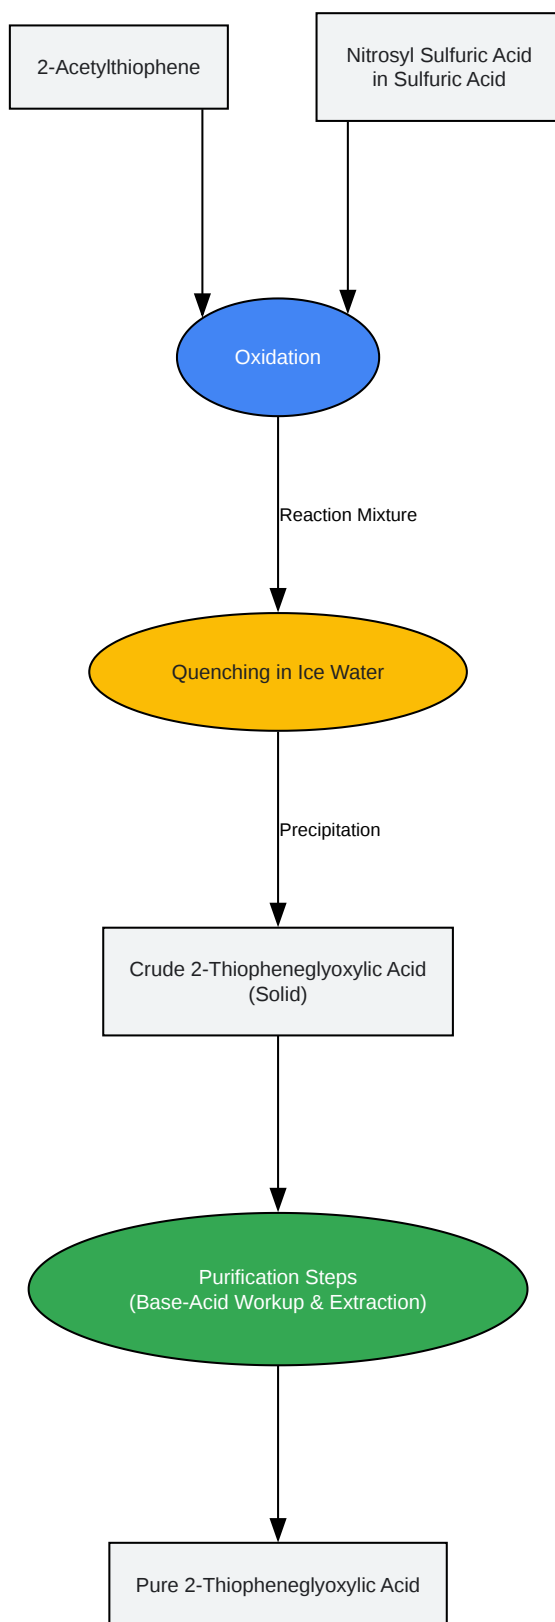 2-Acetylthiophene
Nitrosyl Sulfuric Acid
in Sulfuric Acid
Oxidation
Reaction Mixture
Quenching in Ice Water
Precipitation
Crude 2-Thiopheneglyoxylic Acid
(Solid)
Purification Steps
(Base-Acid Workup & Extraction)
Pure 2-Thiopheneglyoxylic Acid